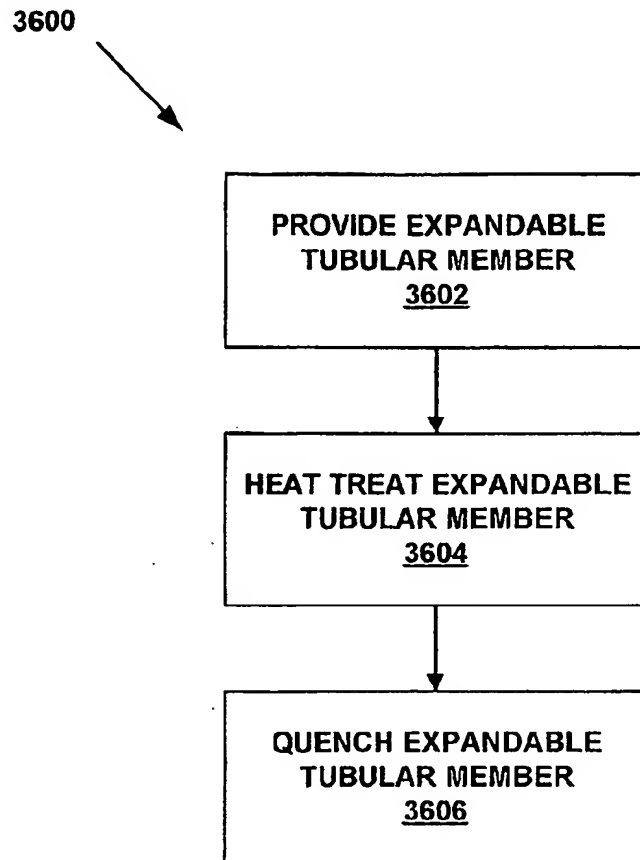 3600
PROVIDE EXPANDABLE
TUBULAR MEMBER
3602
HEAT TREAT EXPANDABLE
TUBULAR MEMBER
3604
QUENCH EXPANDABLE
TUBULAR MEMBER
3606